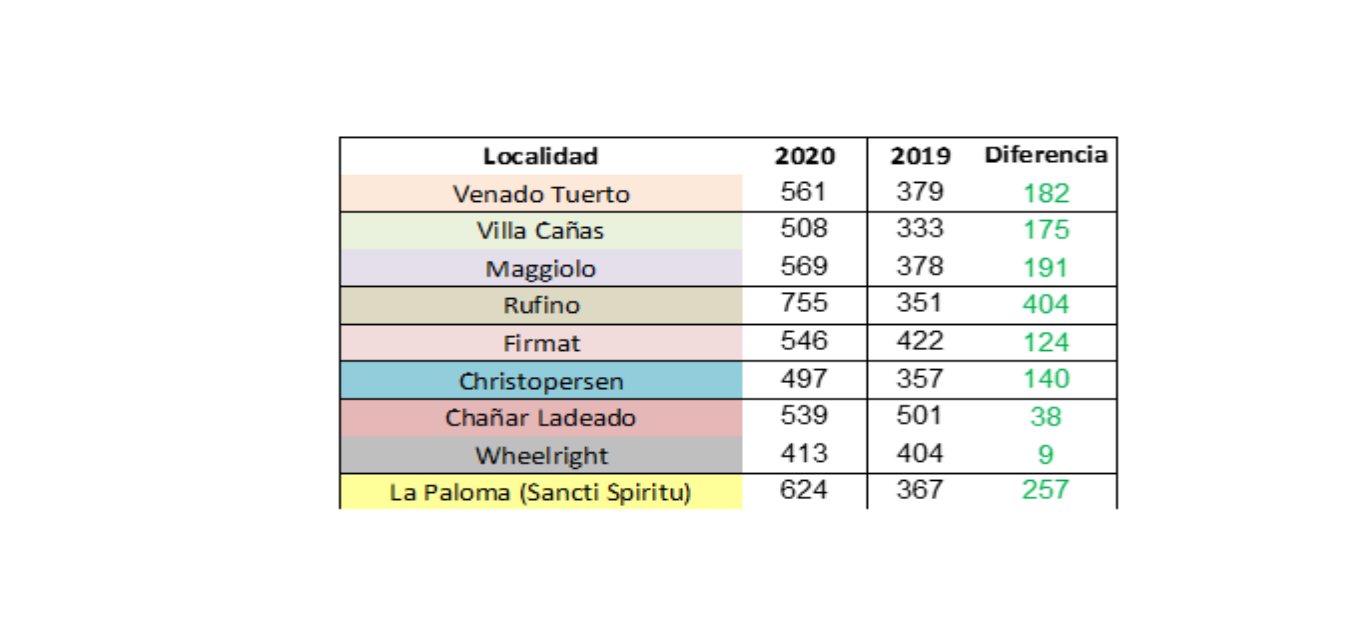 Localidad 2020 2019 Diferencia
Venado Tuerto 561 379 182
Villa Cañas 508 333 175
Maggiolo 569 378 191
Rufino 755 351 404
Firmat 546 422 124
Christopersen 497 357 140
Chañar Ladeado 539 501 38
Wheelright 413 404 9
La Paloma (Sancti Spiritu) 624 367 257